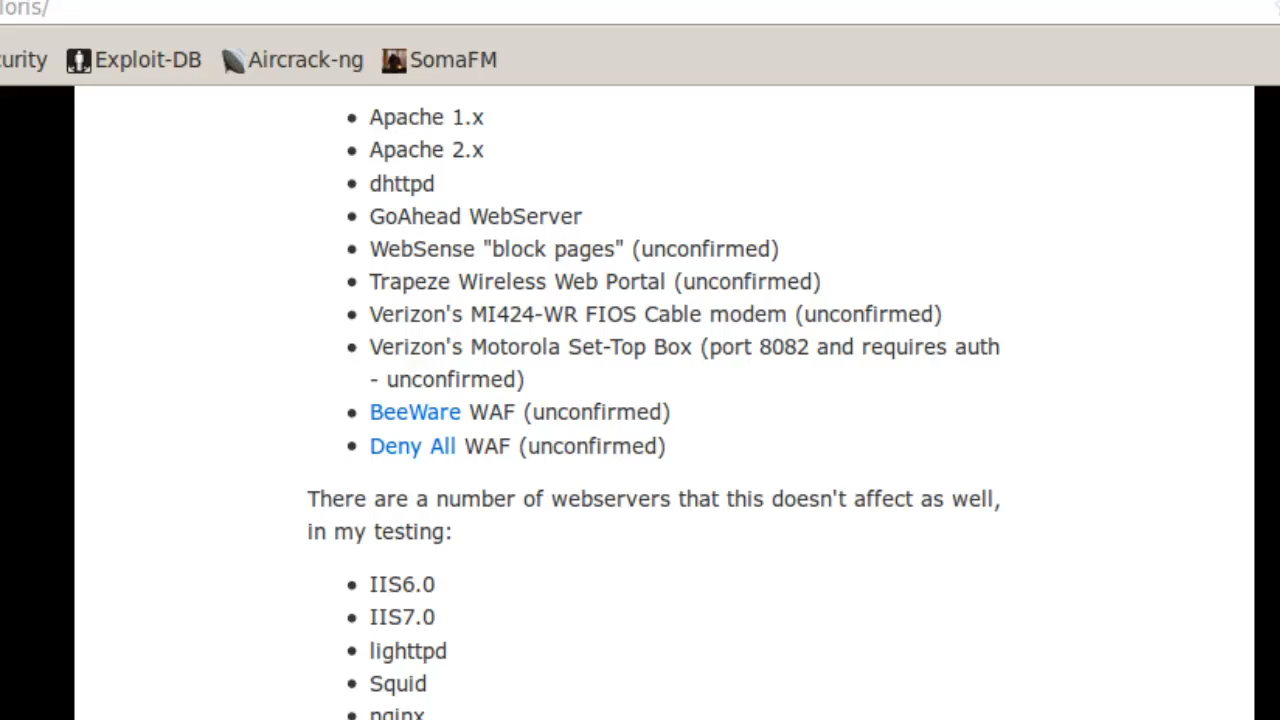 loris/
curity Exploit-DB Aircrack-ng SomaFM
• Apache 1.x
• Apache 2.x
• dhttpd
• GoAhead WebServer
• WebSense "block pages" (unconfirmed)
• Trapeze Wireless Web Portal (unconfirmed)
• Verizon's MI424-WR FIOS Cable modem (unconfirmed)
• Verizon's Motorola Set-Top Box (port 8082 and requires auth
- unconfirmed)
• BeeWare WAF (unconfirmed)
• Deny All WAF (unconfirmed)
There are a number of webservers that this doesn't affect as well,
in my testing:
• IIS6.0
• IIS7.0
• lighttpd
• Squid
• nginx